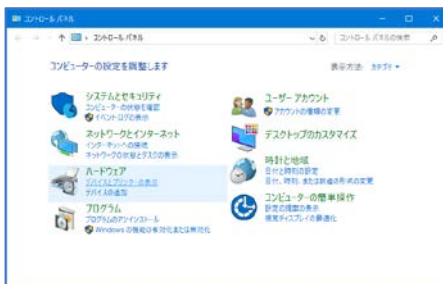 コントロール パネル
コントロール パネル
コントロール パネルの検索
コンピューターの設定を調整します
表示方法: カテゴリ
システムとセキュリティ
コンピューターの状態を確認
イベントログの表示
ネットワークとインターネット
インターネットへの接続
ネットワークの状態とタスクの表示
ハードウェア
デバイスとプリンターの表示
デバイスの追加
プログラム
プログラムのアンインストール
Windows の機能の有効化または無効化
ユーザー アカウント
アカウントの種類の変更
デスクトップのカスタマイズ
時計と地域
日付と時刻の設定
日付、時刻、または数値の形式の変更
コンピューターの簡単操作
設定の提案の表示
視覚ディスプレイの最適化